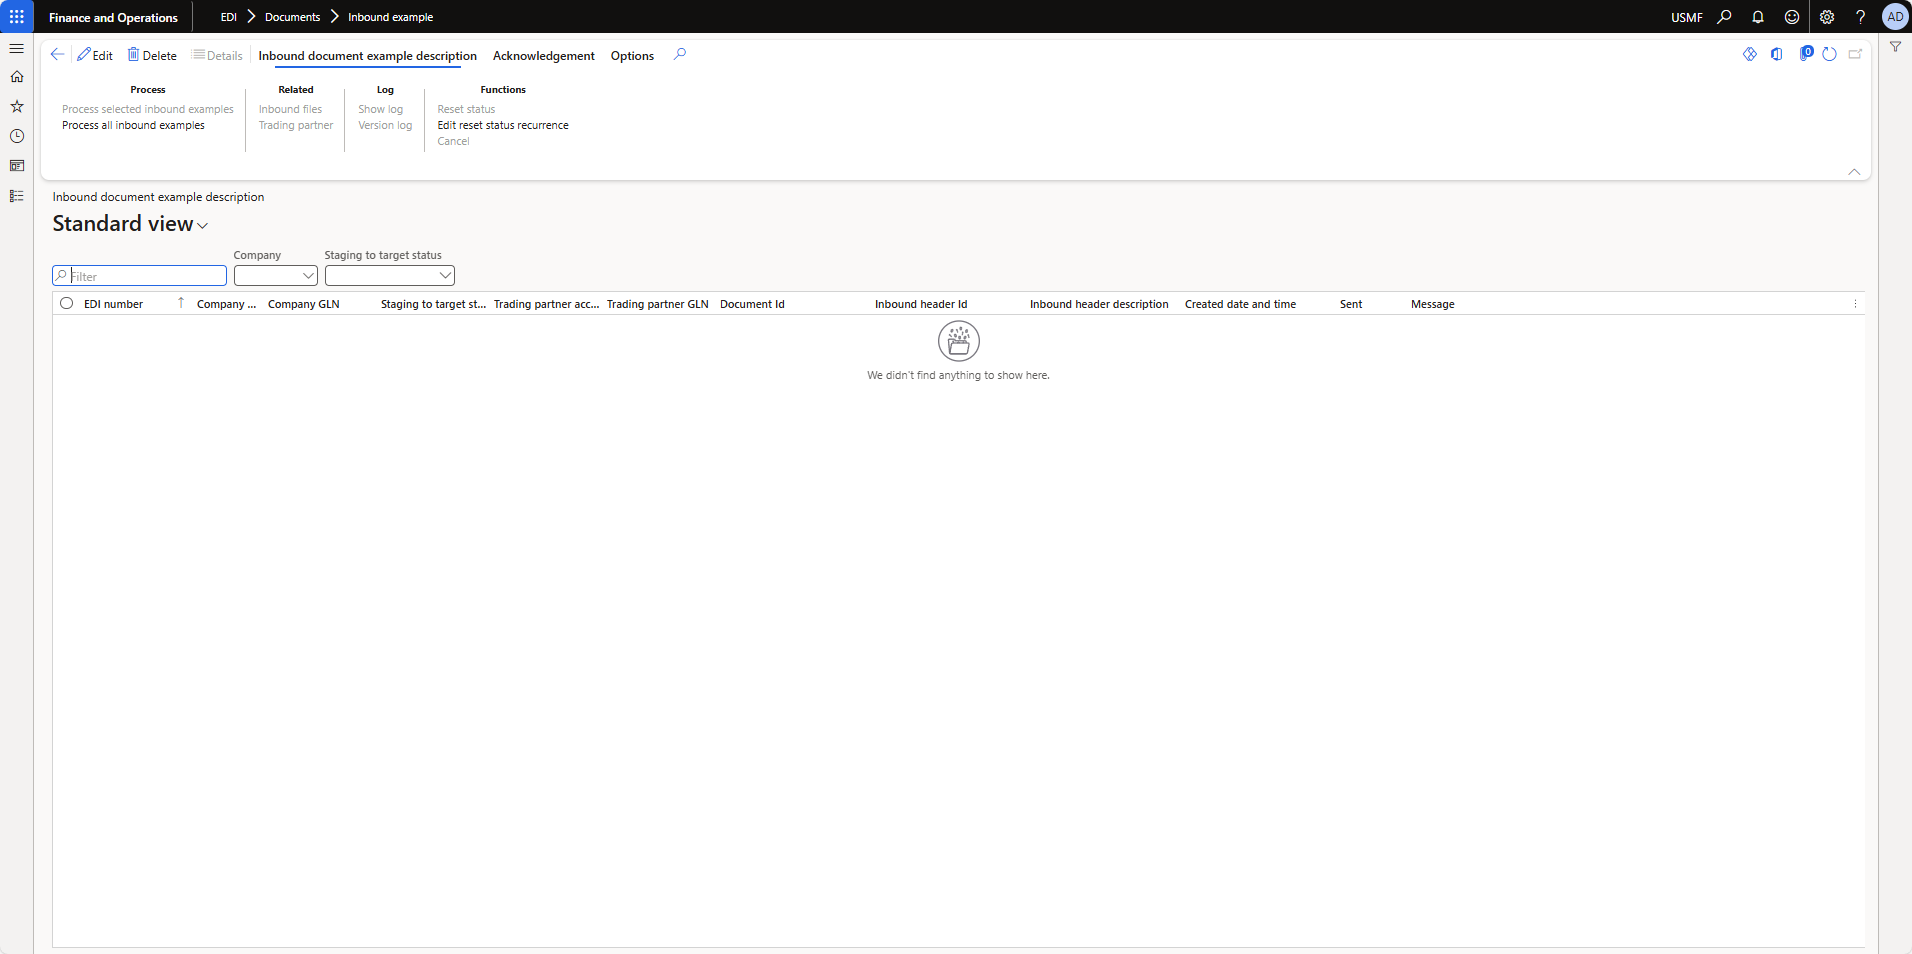 Finance and Operations
EDI Documents Inbound example
USMF
AD
Edit Delete Details Inbound document example description Acknowledgement Options
0
Process Related Log Functions
Process selected inbound examples Inbound files Show log Reset status
Process all inbound examples Trading partner Version log Edit reset status recurrence
Cancel
Inbound document example description
Standard view
Company Staging to target status
Filter
EDI number Company ... Company GLN Staging to target st... Trading partner acc... Trading partner GLN Document Id Inbound header Id Inbound header description Created date and time Sent Message
We didn't find anything to show here.